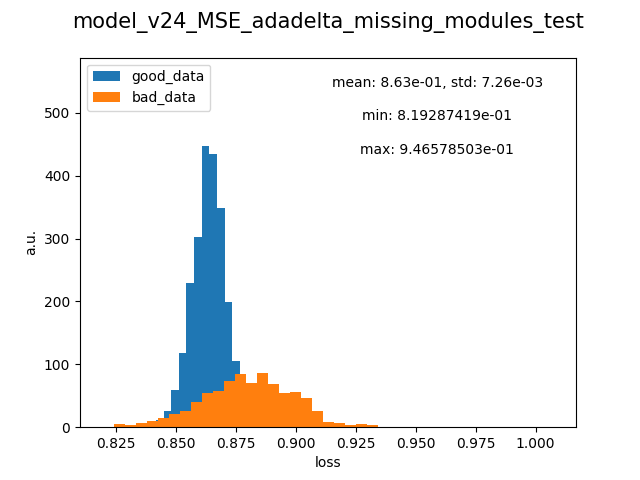 model_v24_MSE_adadelta_missing_modules_test
good_data
bad_data
mean: 8.63e-01, std: 7.26e-03
min: 8.19287419e-01
max: 9.46578503e-01
a.u.
500
400
300
200
100
0
0.825 0.850 0.875 0.900 0.925 0.950 0.975 1.000
loss